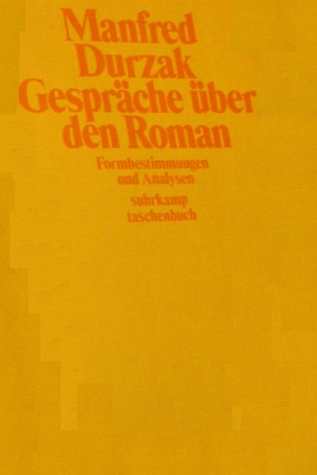 Manfred
Durzak
Gespräche über
den Roman
Formbestimmungen
und Analysen
suhrkamp
taschenbuch